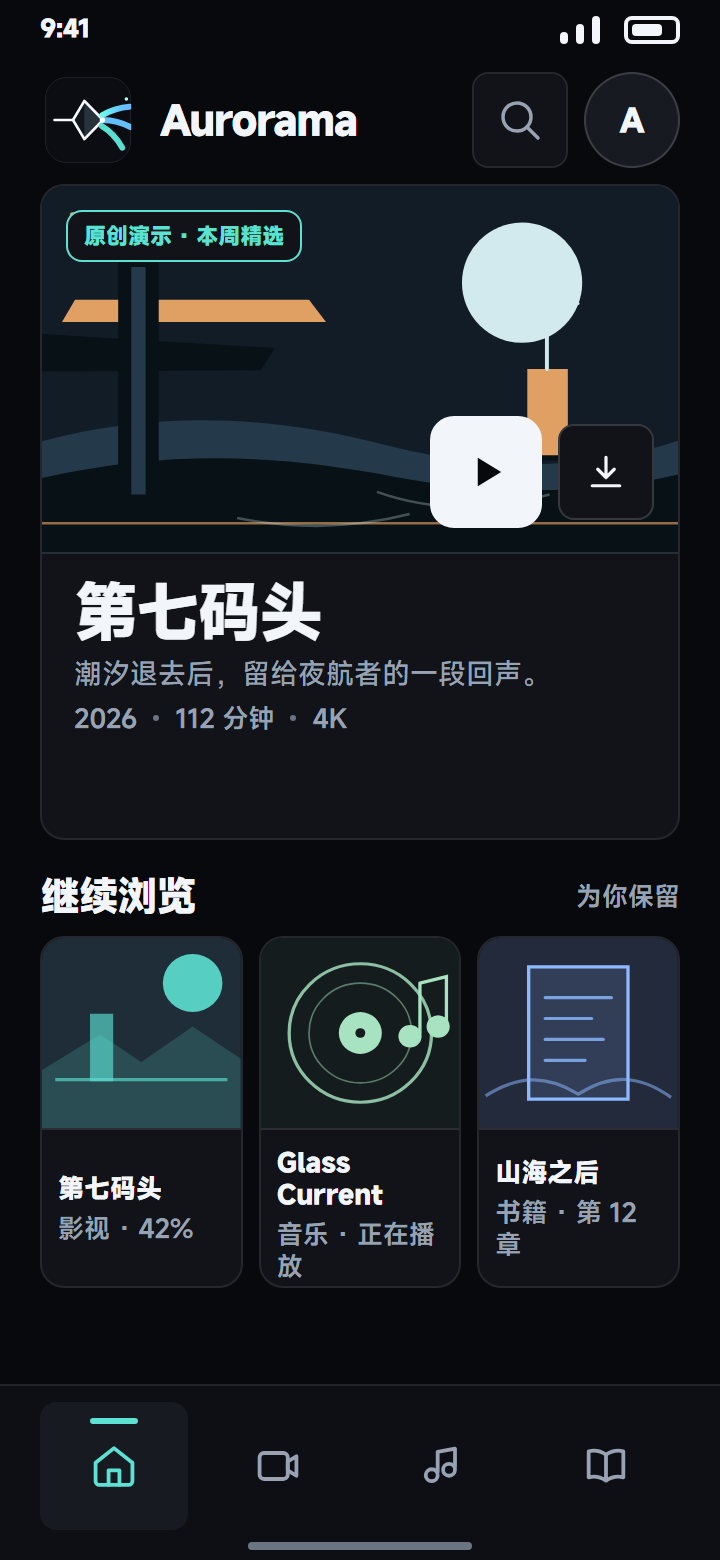 9:41
Aurorama
A
原创演示 · 本周精选
第七码头
潮汐退去后，留给夜航者的一段回声。
2026 · 112 分钟 · 4K
继续浏览
为你保留
第七码头
影视 · 42%
Glass
Current
音乐 · 正在播
放
山海之后
书籍 · 第 12
章